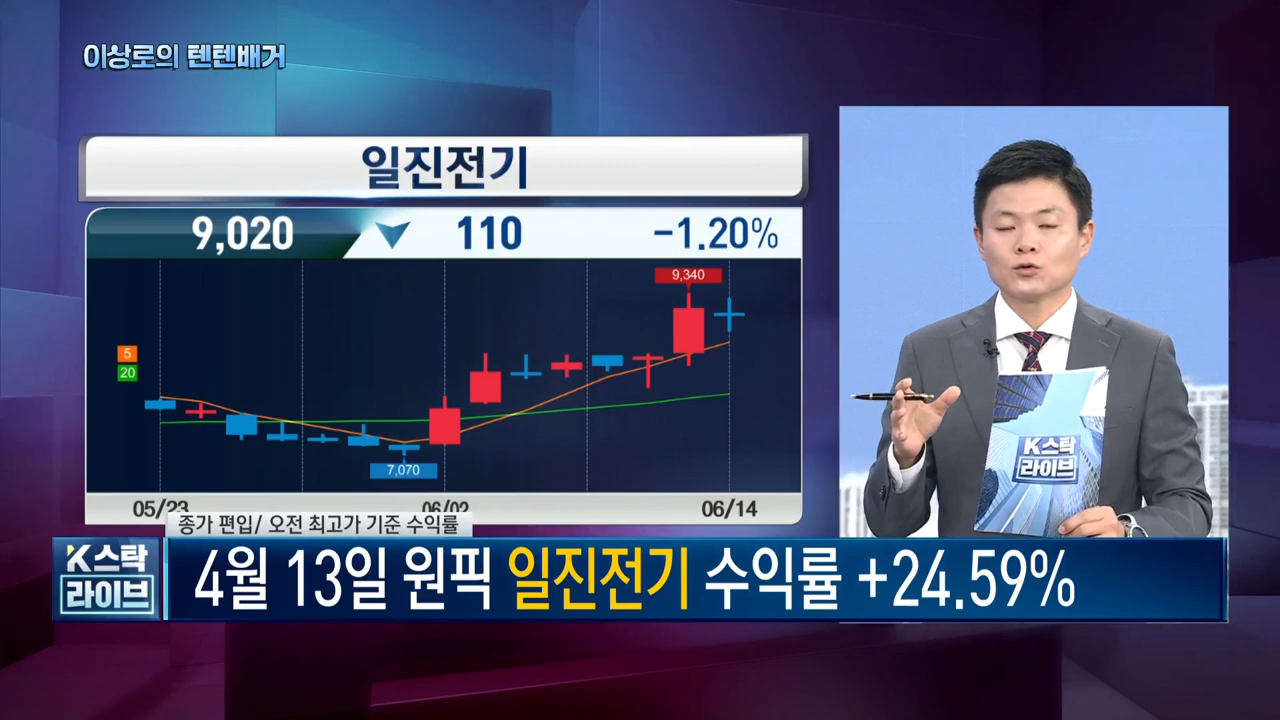 이상로의 텐텐배거
일진전기
9,020 110 -1.20%
9,340
5
20
7,070
05/23 06/02 06/14
종가 편입/ 오전 최고가 기준 수익률
K스탁
라이브
4월 13일 원픽 일진전기 수익률 +24.59%
K스탁
라이브